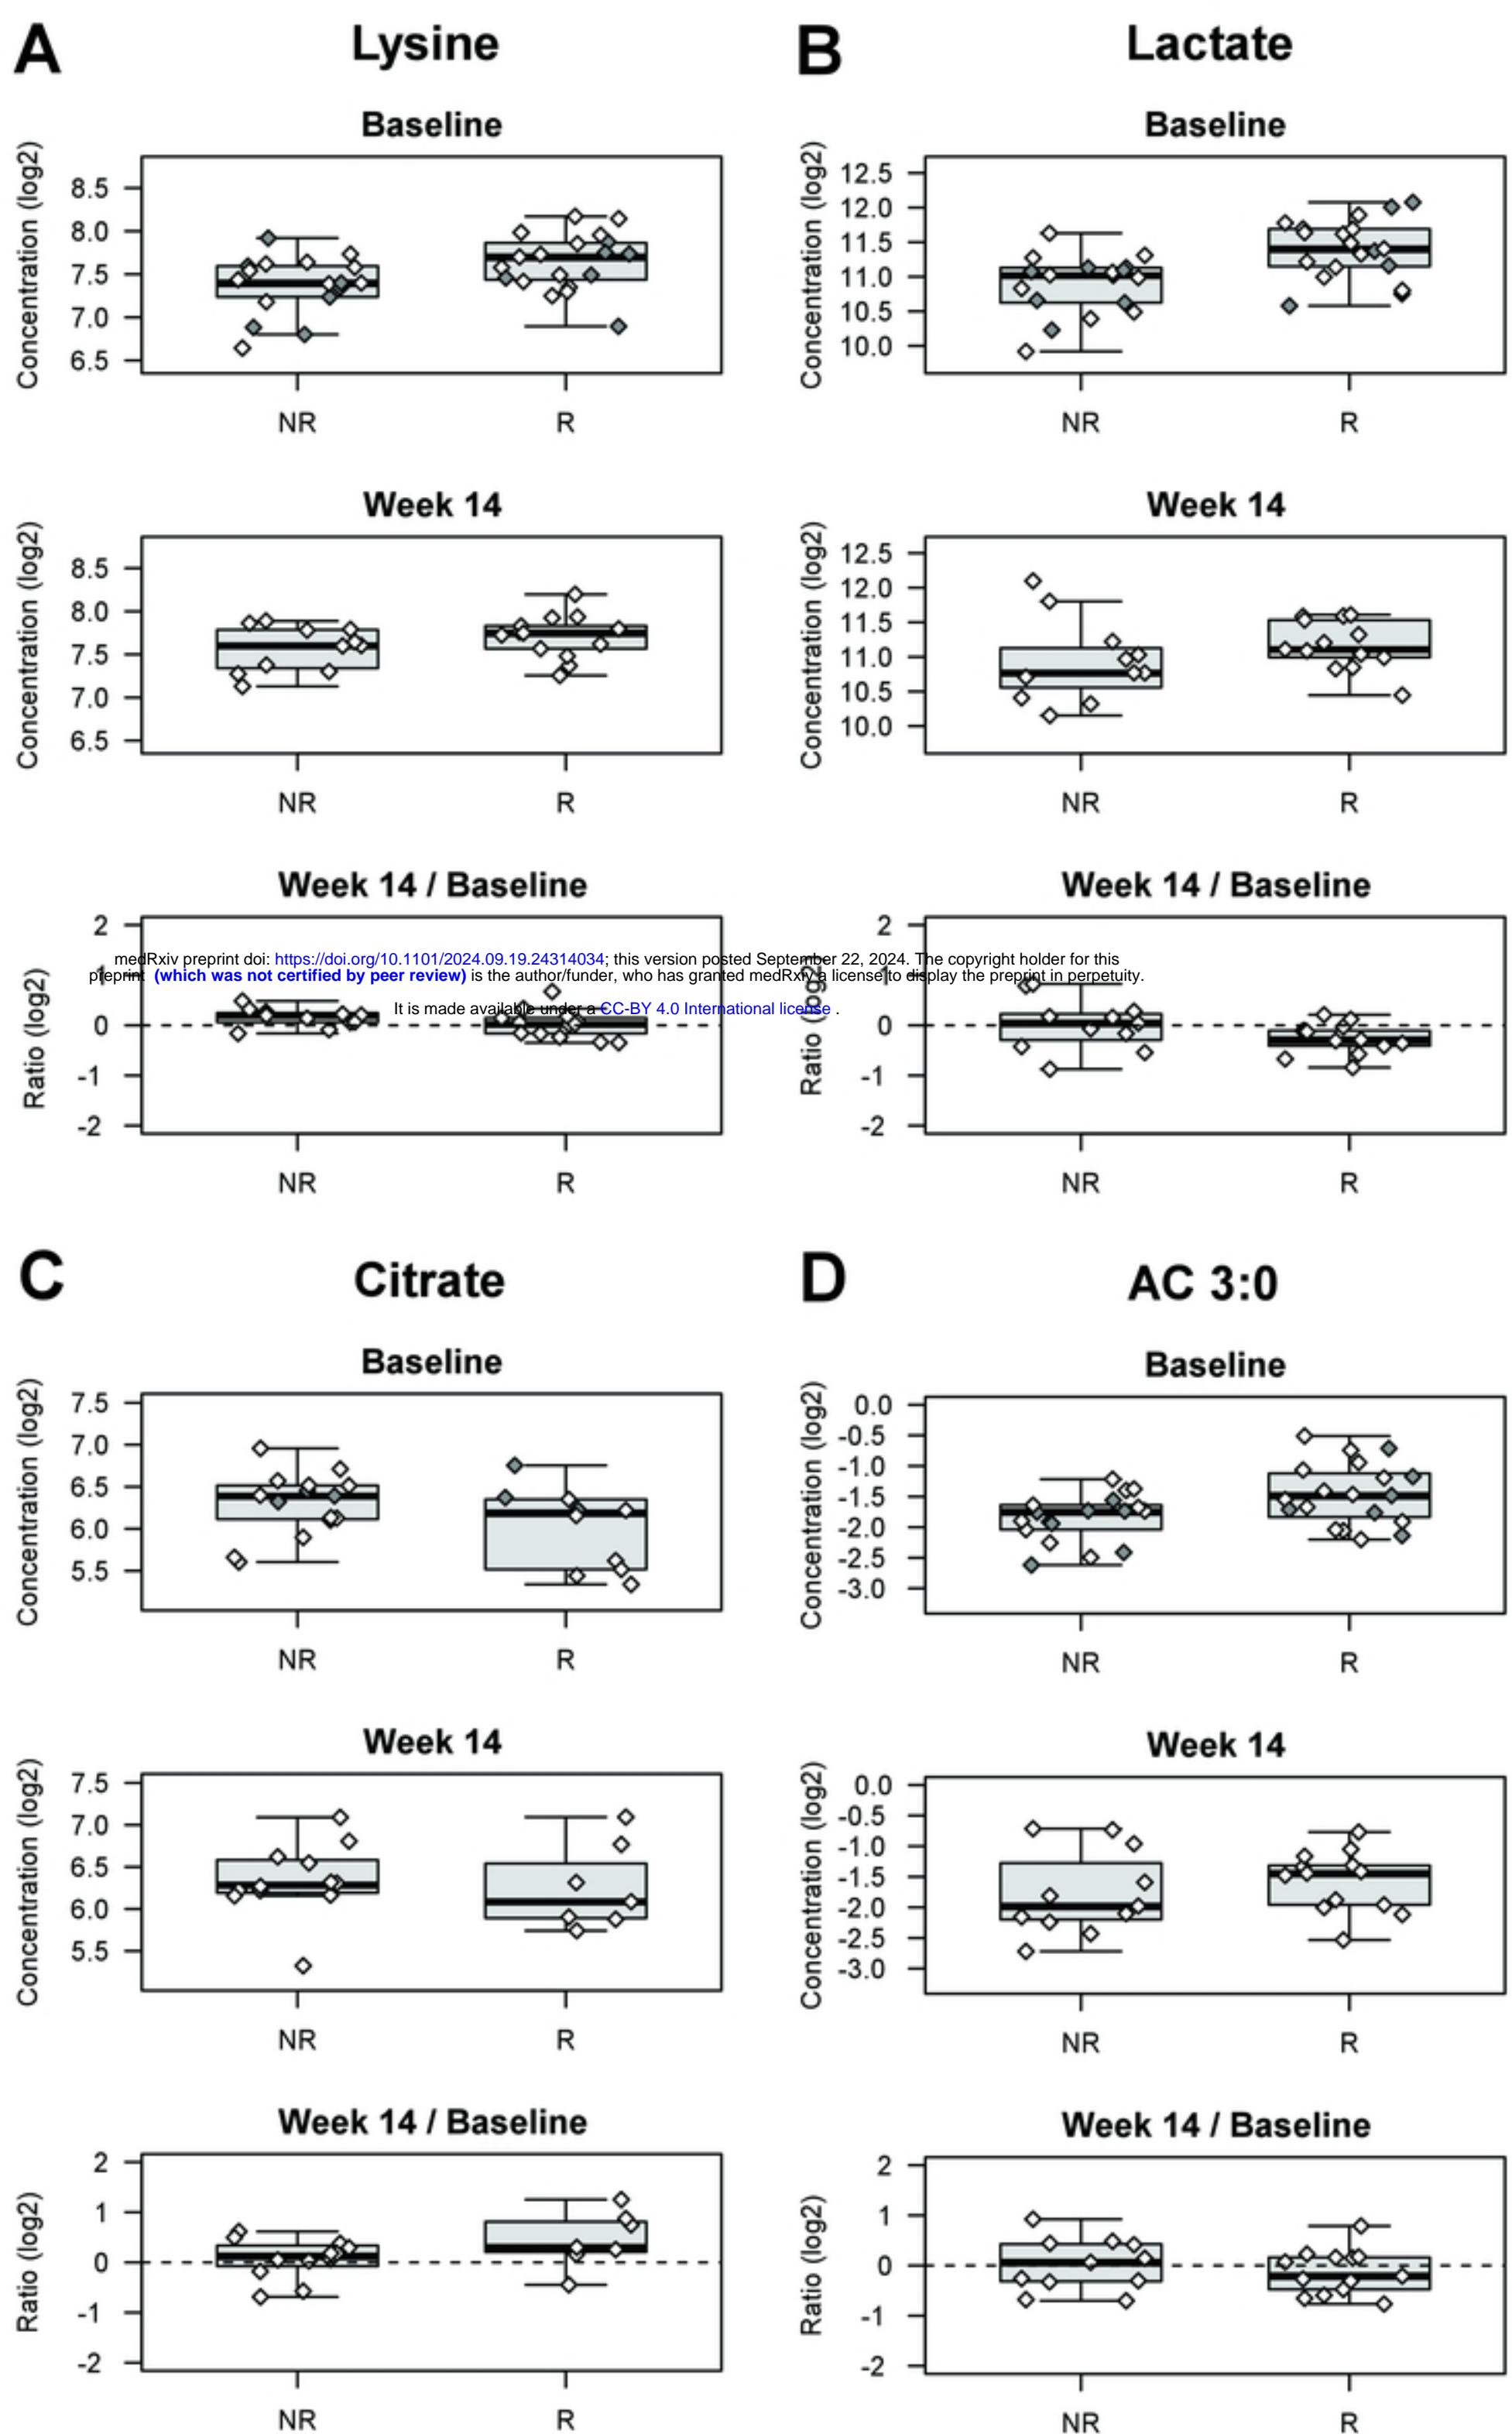 A
Lysine
Baseline
Concentration (log2)
8.5
8.0
7.5
7.0
6.5
NR
R
Week 14
Concentration (log2)
8.5
8.0
7.5
7.0
6.5
NR
R
Week 14 / Baseline
Ratio (log2)
2
1
0
-1
-2
NR
R
B
Lactate
Baseline
Concentration (log2)
12.5
12.0
11.5
11.0
10.5
10.0
NR
R
Week 14
Concentration (log2)
12.5
12.0
11.5
11.0
10.5
10.0
NR
R
Week 14 / Baseline
Ratio (log2)
2
1
0
-1
-2
NR
R
medRxiv preprint doi: https://doi.org/10.1101/2024.09.19.24314034; this version posted September 22, 2024. The copyright holder for this
preprint (which was not certified by peer review) is the author/funder, who has granted medRxiv a license to display the preprint in perpetuity.
It is made available under a CC-BY 4.0 International license .
C
Citrate
Baseline
Concentration (log2)
7.5
7.0
6.5
6.0
5.5
NR
R
Week 14
Concentration (log2)
7.5
7.0
6.5
6.0
5.5
NR
R
Week 14 / Baseline
Ratio (log2)
2
1
0
-1
-2
NR
R
D
AC 3:0
Baseline
Concentration (log2)
0.0
-0.5
-1.0
-1.5
-2.0
-2.5
-3.0
NR
R
Week 14
Concentration (log2)
0.0
-0.5
-1.0
-1.5
-2.0
-2.5
-3.0
NR
R
Week 14 / Baseline
Ratio (log2)
2
1
0
-1
-2
NR
R